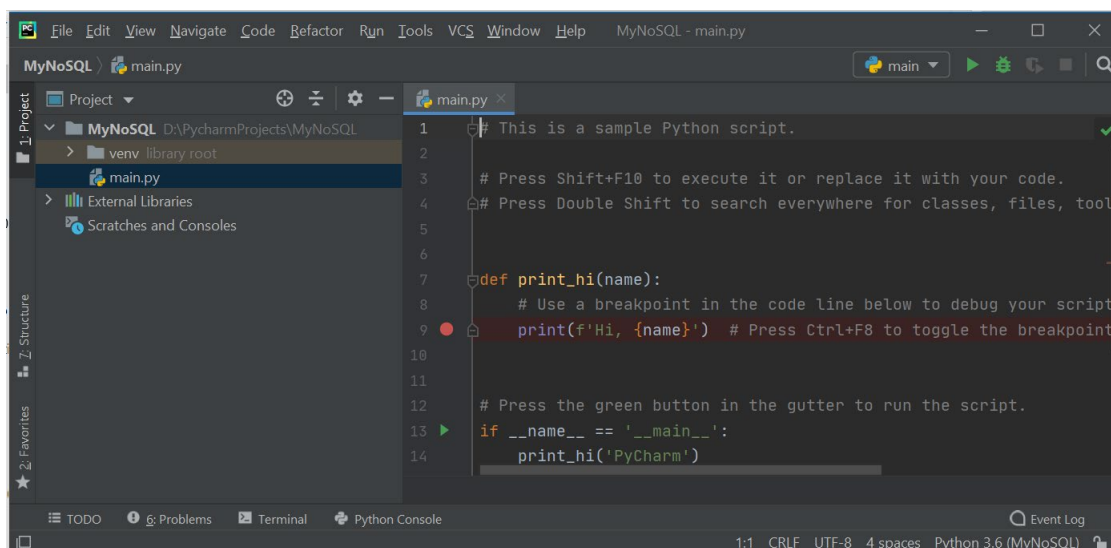 PC File Edit View Navigate Code Refactor Run Tools VCS Window Help MyNoSQL - main.py
MyNoSQL main.py main
1: Project
Project
MyNoSQL D:\PycharmProjects\MyNoSQL
venv library root
main.py
External Libraries
Scratches and Consoles
Z: Structure
2: Favorites
main.py
1 # This is a sample Python script.
2
3 # Press Shift+F10 to execute it or replace it with your code.
4 # Press Double Shift to search everywhere for classes, files, tool
5
6
7 def print_hi(name):
8 # Use a breakpoint in the code line below to debug your script
9 print(f'Hi, {name}') # Press Ctrl+F8 to toggle the breakpoint
10
11
12 # Press the green button in the gutter to run the script.
13 if __name__ == '__main__':
14 print_hi('PyCharm')
TODO 6: Problems Terminal Python Console Event Log
1:1 CRLF UTF-8 4 spaces Python 3.6 (MyNoSQL)